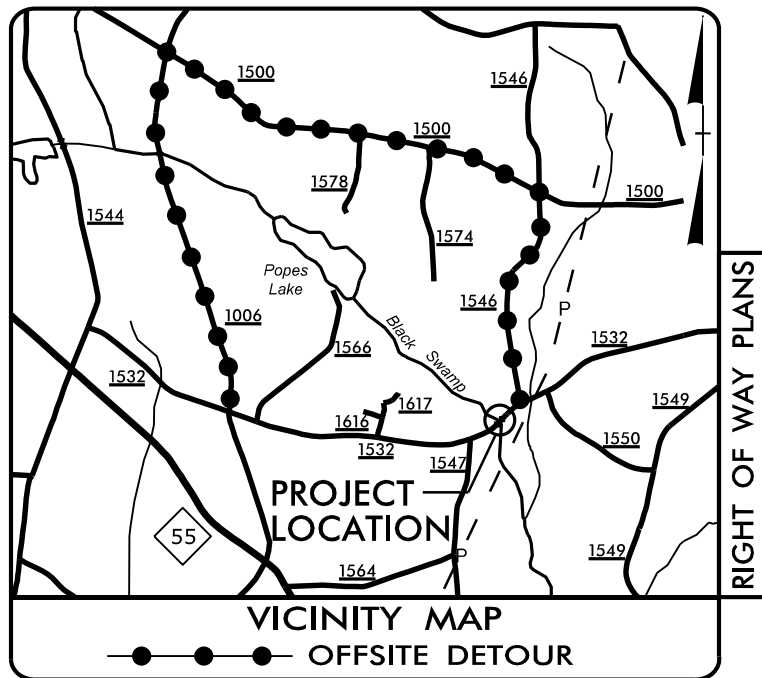 1500
1546
1500
1578
1500
1544
1574
Popes
Lake
1546
P
1006
Black Swamp
1532
1566
1532
1549
1617
1616
1532
1550
1547
PROJECT
LOCATION
55
P
1549
1564
RIGHT OF WAY PLANS
VICINITY MAP
OFFSITE DETOUR